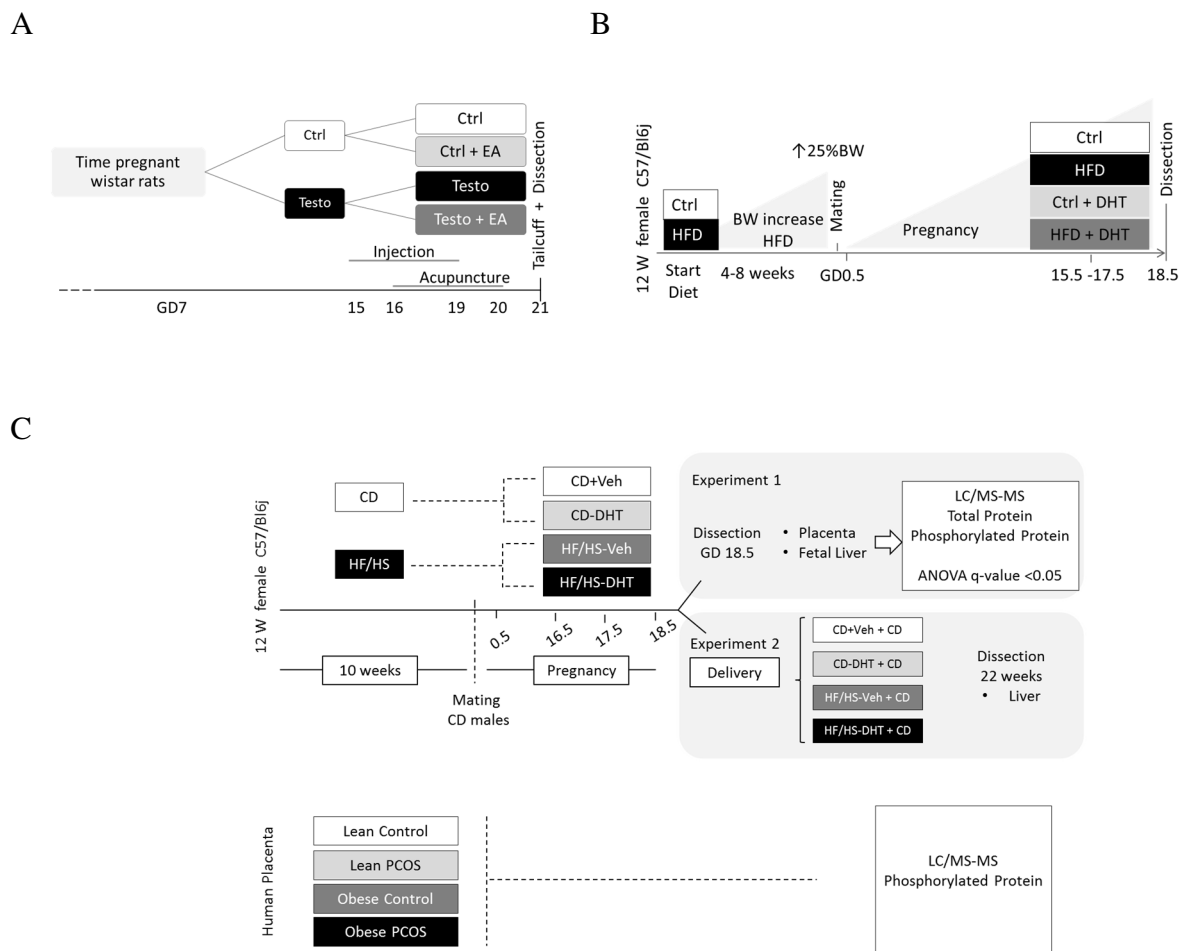 A
Time pregnant
wistar rats
Ctrl
Testo
Ctrl
Ctrl + EA
Testo
Testo + EA
Injection
Acupuncture
Tailcuff + Dissection
GD7
15
16
19
20
21
B
12 W female C57/Bl6j
Ctrl
HFD
BW increase
HFD
↑25%BW
Mating
Pregnancy
Ctrl
HFD
Ctrl + DHT
HFD + DHT
Dissection
Start
Diet
4-8 weeks
GD0.5
15.5 -17.5
18.5
C
12 W female C57/Bl6j
CD
HF/HS
CD+Veh
CD-DHT
HF/HS-Veh
HF/HS-DHT
0.5
16.5
17.5
18.5
10 weeks
Pregnancy
Mating
CD males
Experiment 1
Dissection
GD 18.5
• Placenta
• Fetal Liver
LC/MS-MS
Total Protein
Phosphorylated Protein
ANOVA q-value <0.05
Experiment 2
Delivery
CD+Veh + CD
CD-DHT + CD
HF/HS-Veh + CD
HF/HS-DHT + CD
Dissection
22 weeks
• Liver
Human Placenta
Lean Control
Lean PCOS
Obese Control
Obese PCOS
LC/MS-MS
Phosphorylated Protein